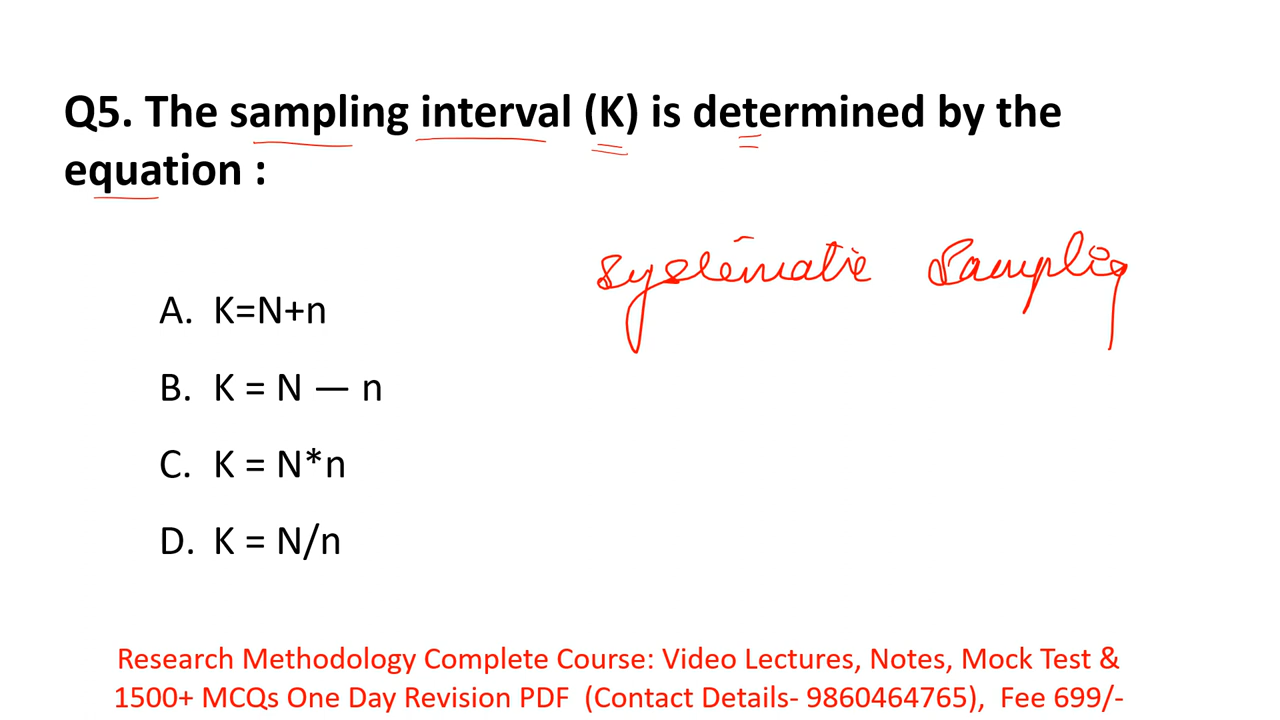 Q5. The sampling interval (K) is determined by the
equation :
Systematic Sampling
A. K=N+n
B. K = N — n
C. K = N*n
D. K = N/n
Research Methodology Complete Course: Video Lectures, Notes, Mock Test &
1500+ MCQs One Day Revision PDF (Contact Details- 9860464765), Fee 699/-